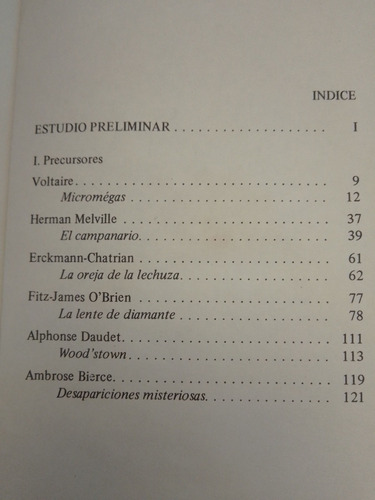 INDICE
ESTUDIO PRELIMINAR . . . . . . . . . . . . . . . . . . . . I
I. Precursores
Voltaire. . . . . . . . . . . . . . . . . . . . . . . . . . . . . 9
Micromégas . . . . . . . . . . . . . . . . . . . . . . . . 12
Herman Melville . . . . . . . . . . . . . . . . . . . . . . . 37
El campanario. . . . . . . . . . . . . . . . . . . . . . . 39
Erckmann-Chatrian . . . . . . . . . . . . . . . . . . . . . 61
La oreja de la lechuza. . . . . . . . . . . . . . . . . . 62
Fitz-James O'Brien . . . . . . . . . . . . . . . . . . . . . 77
La lente de diamante . . . . . . . . . . . . . . . . . . 78
Alphonse Daudet. . . . . . . . . . . . . . . . . . . . . . 111
Wood'stown. . . . . . . . . . . . . . . . . . . . . . . . 113
Ambrose Bierce. . . . . . . . . . . . . . . . . . . . . . . 119
Desapariciones misteriosas. . . . . . . . . . . . . . . 121